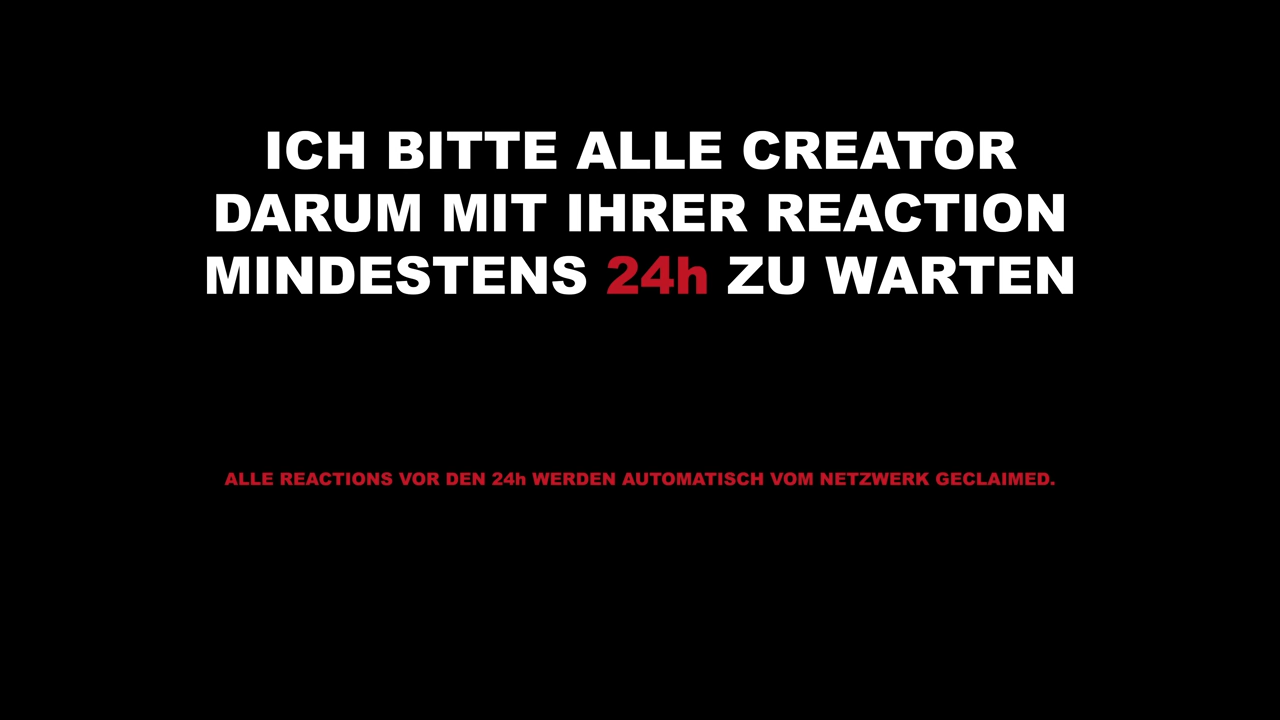 ICH BITTE ALLE CREATOR
DARUM MIT IHRER REACTION
MINDESTENS 24h ZU WARTEN
ALLE REACTIONS VOR DEN 24h WERDEN AUTOMATISCH VOM NETZWERK GECLAIMED.